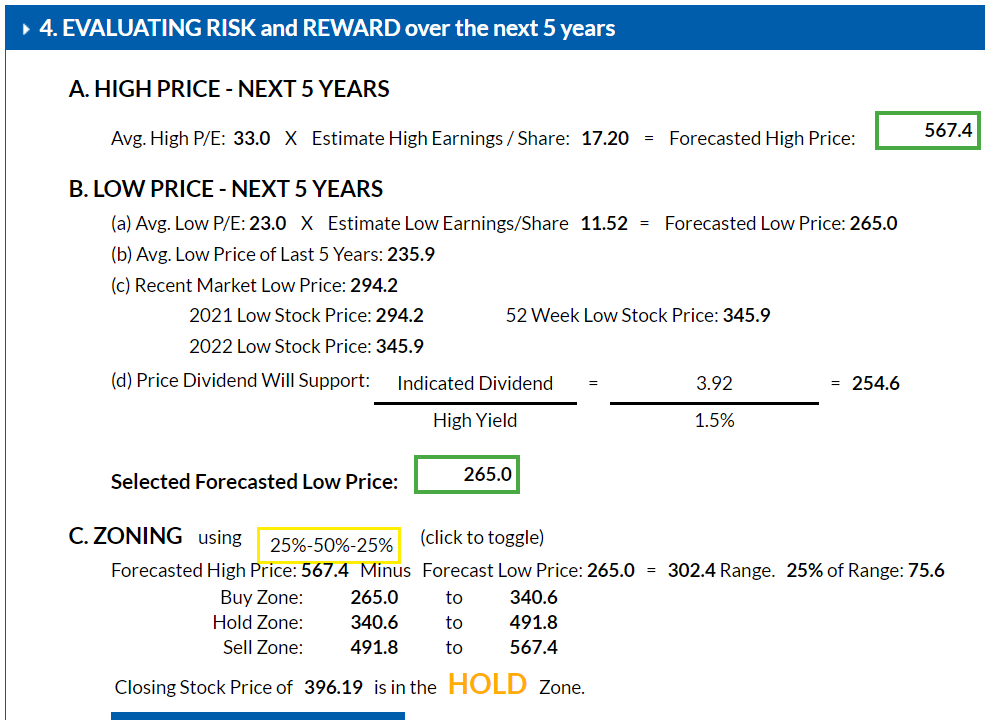 4. EVALUATING RISK and REWARD over the next 5 years
A. HIGH PRICE - NEXT 5 YEARS
Avg. High P/E: 33.0 X Estimate High Earnings / Share: 17.20 = Forecasted High Price: 567.4
B. LOW PRICE - NEXT 5 YEARS
(a) Avg. Low P/E: 23.0 X Estimate Low Earnings/Share 11.52 = Forecasted Low Price: 265.0
(b) Avg. Low Price of Last 5 Years: 235.9
(c) Recent Market Low Price: 294.2
2021 Low Stock Price: 294.2 52 Week Low Stock Price: 345.9
2022 Low Stock Price: 345.9
(d) Price Dividend Will Support: Indicated Dividend = 3.92 = 254.6
High Yield 1.5%
Selected Forecasted Low Price: 265.0
C. ZONING using 25%-50%-25% (click to toggle)
Forecasted High Price: 567.4 Minus Forecast Low Price: 265.0 = 302.4 Range. 25% of Range: 75.6
Buy Zone: 265.0 to 340.6
Hold Zone: 340.6 to 491.8
Sell Zone: 491.8 to 567.4
Closing Stock Price of 396.19 is in the HOLD Zone.